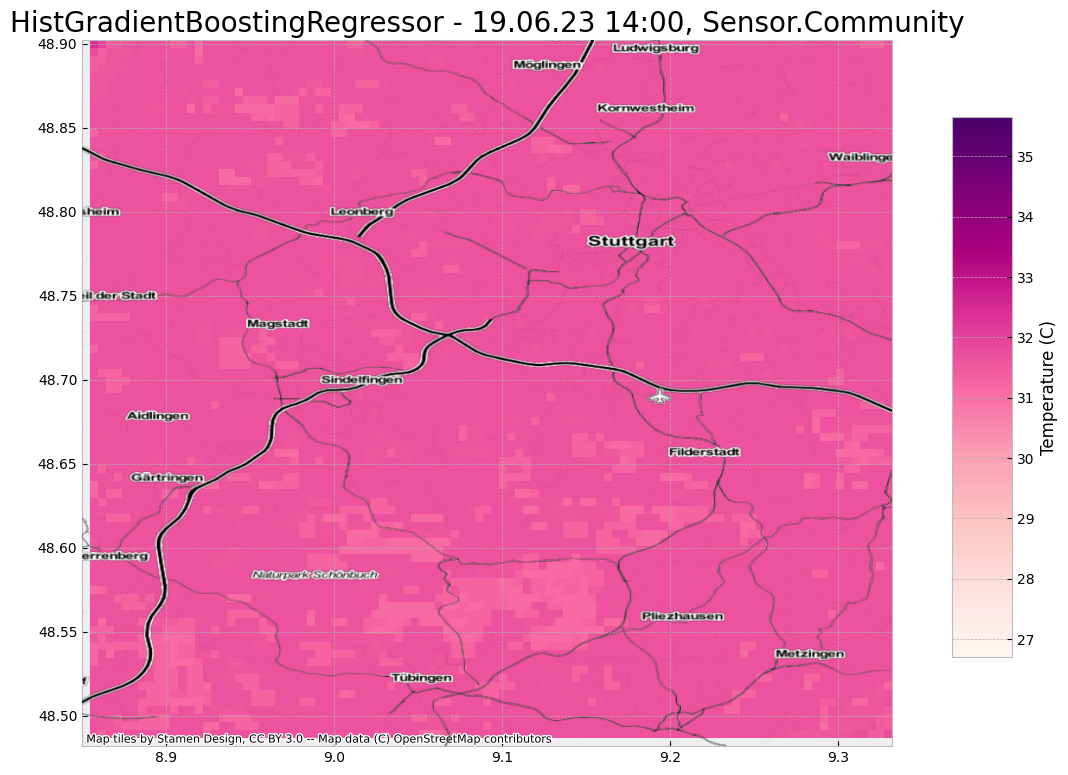 HistGradientBoostingRegressor - 19.06.23 14:00, Sensor.Community
48.90
48.85
48.80
48.75
48.70
48.65
48.60
48.55
48.50
Ludwigsburg
Möglingen
Kornwestheim
Waiblinge
sheim
Leonberg
Stuttgart
eil der Stadt
Magstadt
Sindelfingen
Aidlingen
Filderstadt
Gärtringen
errenberg
Naturpark Schönbuch
Pliezhausen
Metzingen
Tübingen
f
Map tiles by Stamen Design, CC BY 3.0 -- Map data (C) OpenStreetMap contributors
8.9 9.0 9.1 9.2 9.3
35
34
33
32
31
30
29
28
27
Temperature (C)